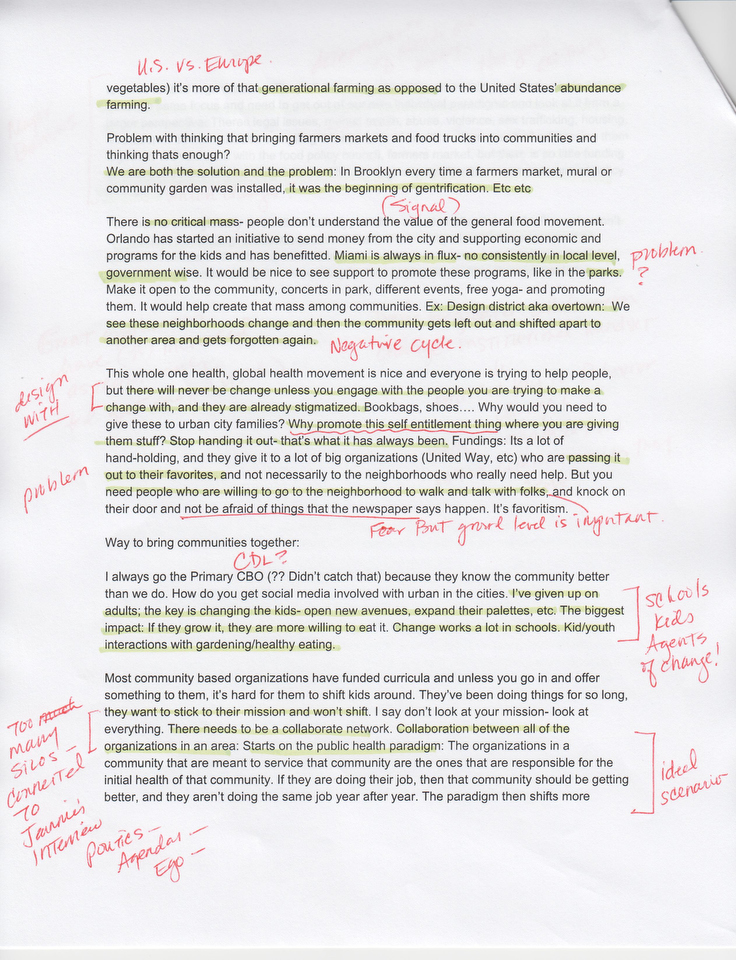 U.S. vs. Europe.
vegetables) it's more of that generational farming as opposed to the United States' abundance
farming.
Problem with thinking that bringing farmers markets and food trucks into communities and
thinking thats enough?
We are both the solution and the problem: In Brooklyn every time a farmers market, mural or
community garden was installed, it was the beginning of gentrification. Etc etc
(Signal)
There is no critical mass- people don't understand the value of the general food movement.
Orlando has started an initiative to send money from the city and supporting economic and
programs for the kids and has benefitted. Miami is always in flux- no consistently in local level,
government wise. It would be nice to see support to promote these programs, like in the parks.
problem.
?
Make it open to the community, concerts in park, different events, free yoga- and promoting
them. It would help create that mass among communities. Ex: Design district aka overtown:  We
see these neighborhoods change and then the community gets left out and shifted apart to
another area and gets forgotten again.
Negative cycle.
This whole one health, global health movement is nice and everyone is trying to help people,
design
WITH
but there will never be change unless you engage with the people you are trying to make a
change with, and they are already stigmatized. Bookbags, shoes…. Why would you need to
give these to urban city families? Why promote this self entitlement thing where you are giving
them stuff? Stop handing it out- that's what it has always been. Fundings: Its a lot of
hand-holding, and they give it to a lot of big organizations (United Way, etc) who are passing it
problem
out to their favorites, and not necessarily to the neighborhoods who really need help. But you
need people who are willing to go to the neighborhood to walk and talk with folks, and knock on
their door and not be afraid of things that the newspaper says happen. It's favoritism.
Fear But growd level is important.
Way to bring communities together:
CDL?
I always go the Primary CBO (?? Didn't catch that) because they know the community better
than we do. How do you get social media involved with urban in the cities. I've given up on
adults; the key is changing the kids- open new avenues, expand their palettes, etc. The biggest
impact: If they grow it, they are more willing to eat it. Change works a lot in schools. Kid/youth
interactions with gardening/healthy eating.
schools
kids
Agents
of change!
Most community based organizations have funded curricula and unless you go in and offer
something to them, it's hard for them to shift kids around. They've been doing things for so long,
they want to stick to their mission and won't shift. I say don't look at your mission- look at
everything. There needs to be a collaborate network. Collaboration between all of the
organizations in an area: Starts on the public health paradigm: The organizations in a
community that are meant to service that community are the ones that are responsible for the
initial health of that community. If they are doing their job, then that community should be getting
better, and they aren't doing the same job year after year. The paradigm then shifts more
Too much
many
Silos –
Connected
TO
Jeannie's
Interview
Politics –
Agendas –
Ego –
ideal
scenario